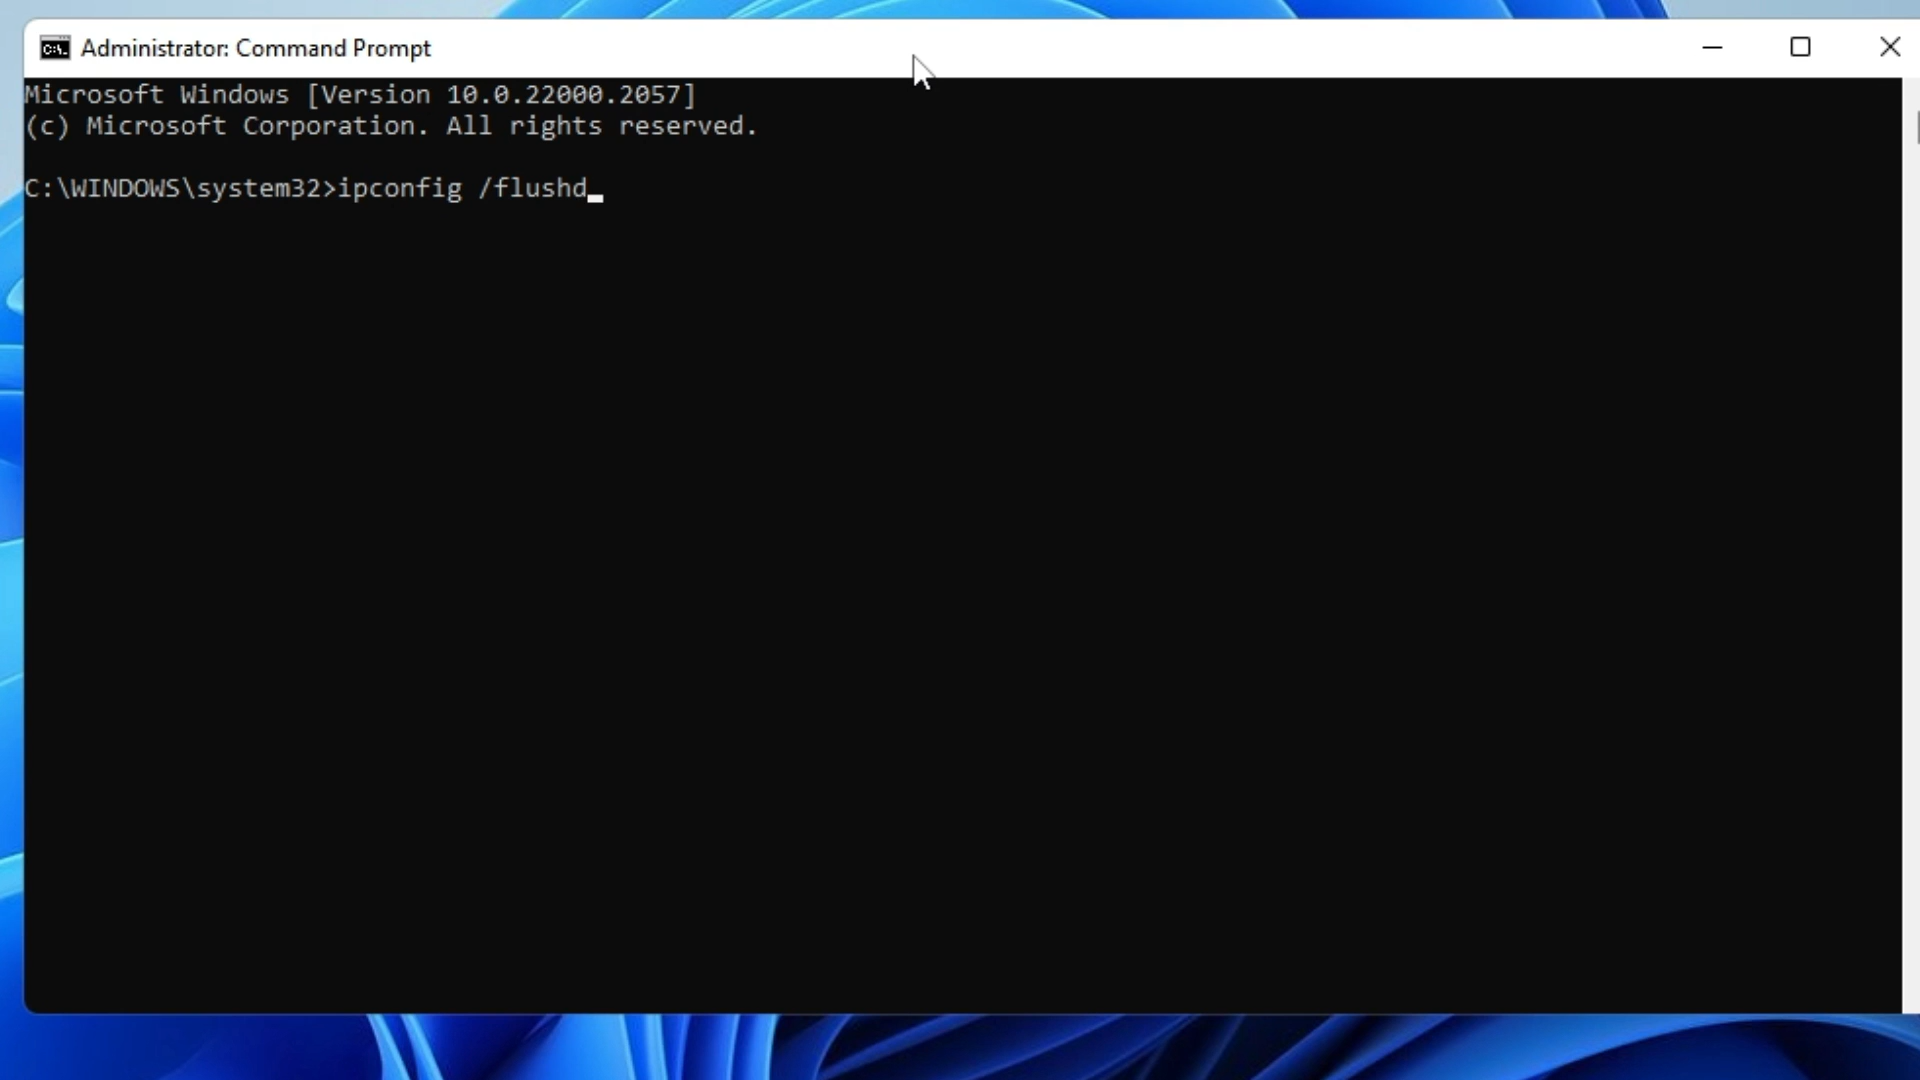 Administrator: Command Prompt
Microsoft Windows [Version 10.0.22000.2057]
(c) Microsoft Corporation. All rights reserved.
C:\WINDOWS\system32>ipconfig /flushd